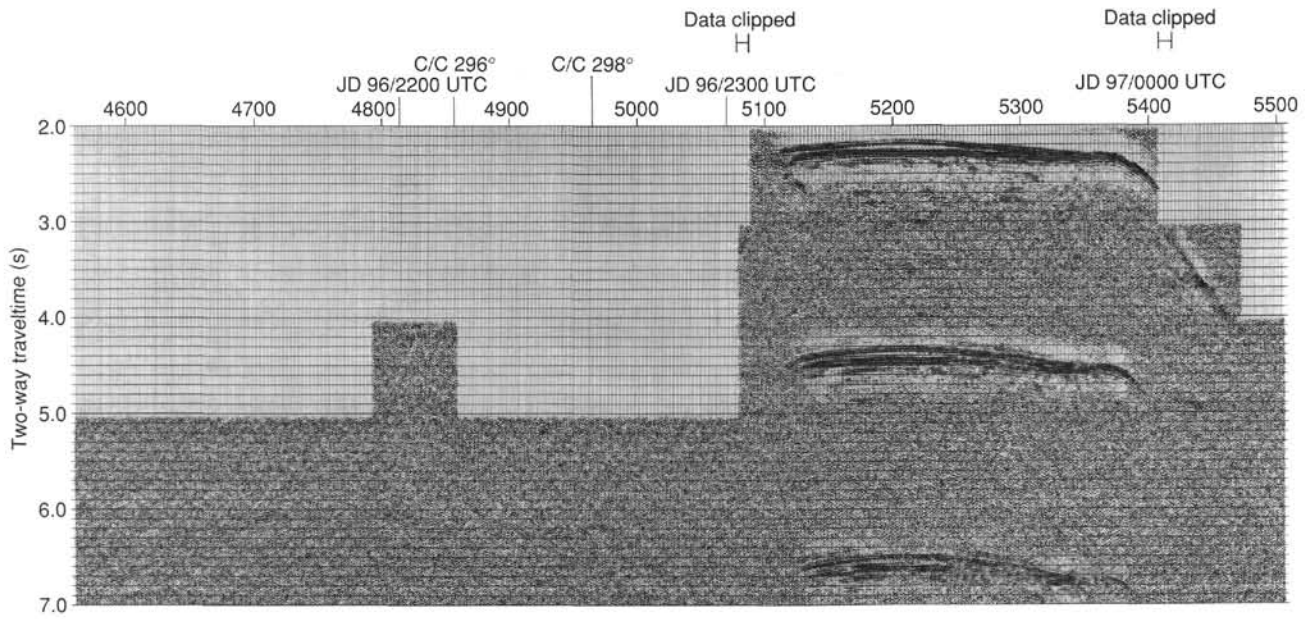 Data clipped
Data clipped
C/C 296°
C/C 298°
JD 96/2200 UTC
JD 96/2300 UTC
JD 97/0000 UTC
4600 4700 4800 4900 5000 5100 5200 5300 5400 5500
2.0
3.0
4.0
5.0
6.0
7.0
Two-way traveltime (s)